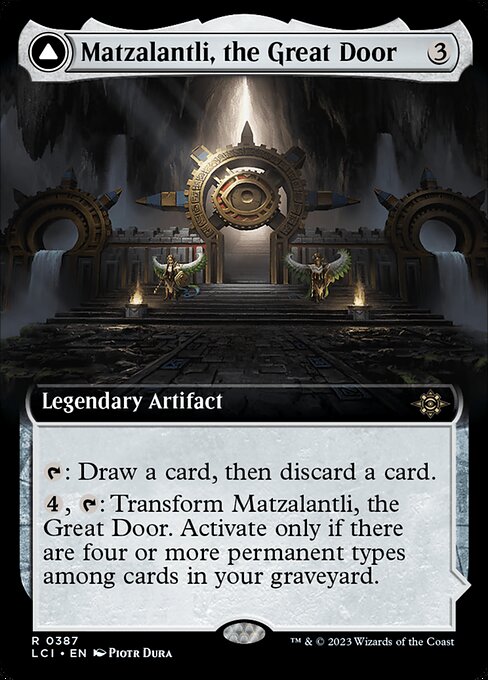 Matzalantli, the Great Door 3
Legendary Artifact
: Draw a card, then discard a card.
4, : Transform Matzalantli, the
Great Door. Activate only if there
are four or more permanent types
among cards in your graveyard.
R 0387
LCI • EN Piotr Dura
™ & © 2023 Wizards of the Coast